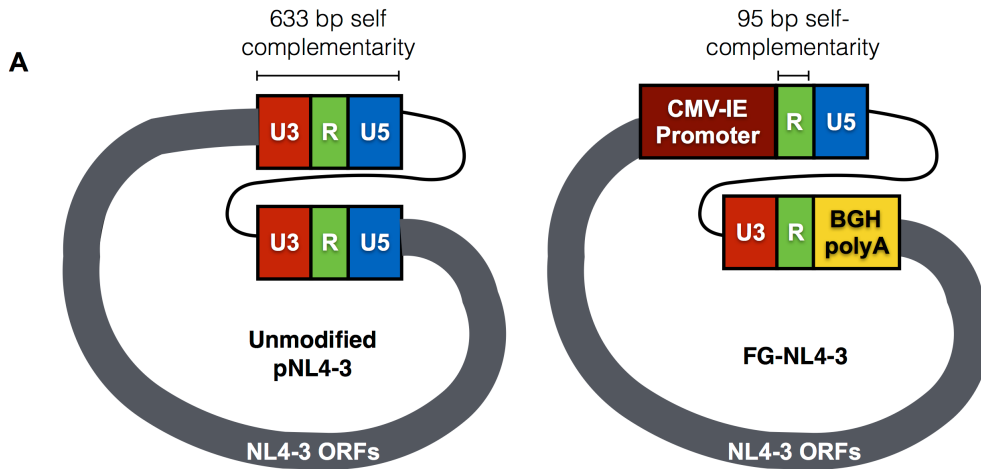 A
633 bp self
complementarity
U3 R U5
U3 R U5
Unmodified
pNL4-3
NL4-3 ORFs
95 bp self-
complementarity
CMV-IE
Promoter
R U5
U3 R
BGH
polyA
FG-NL4-3
NL4-3 ORFs